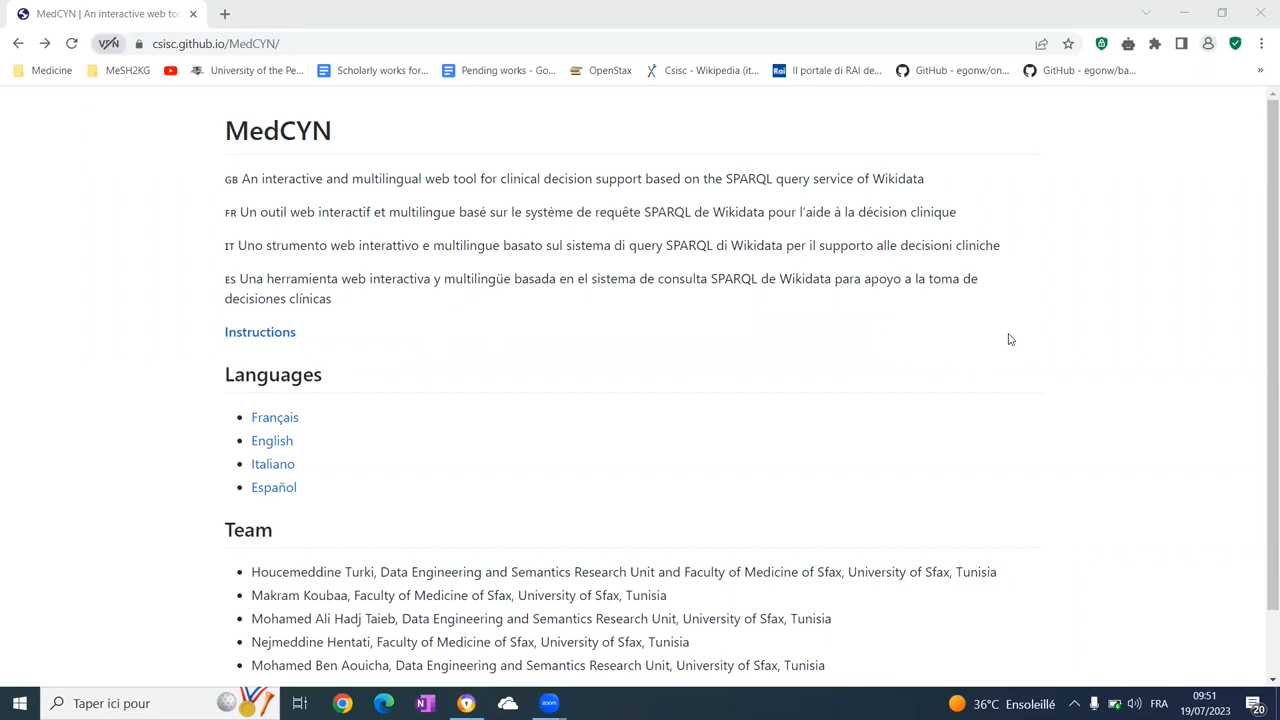 MedCYN | An interactive web too
csisc.github.io/MedCYN/
Medicine
MeSH2KG
University of the Pe...
Scholarly works for...
Pending works - Go...
OpenStax
Csisc - Wikipedia (it...
Rai
Il portale di RAI de...
GitHub - egonw/on...
GitHub - egonw/ba...
»
MedCYN
GB An interactive and multilingual web tool for clinical decision support based on the SPARQL query service of Wikidata
FR Un outil web interactif et multilingue basé sur le système de requête SPARQL de Wikidata pour l'aide à la décision clinique
IT Uno strumento web interattivo e multilingue basato sul sistema di query SPARQL di Wikidata per il supporto alle decisioni cliniche
ES Una herramienta web interactiva y multilingüe basada en el sistema de consulta SPARQL de Wikidata para apoyo a la toma de
decisiones clínicas
Instructions
Languages
• Français
• English
• Italiano
• Español
Team
• Houcemeddine Turki, Data Engineering and Semantics Research Unit and Faculty of Medicine of Sfax, University of Sfax, Tunisia
• Makram Koubaa, Faculty of Medicine of Sfax, University of Sfax, Tunisia
• Mohamed Ali Hadj Taieb, Data Engineering and Semantics Research Unit, University of Sfax, Tunisia
• Nejmeddine Hentati, Faculty of Medicine of Sfax, University of Sfax, Tunisia
• Mohamed Ben Aouicha, Data Engineering and Semantics Research Unit, University of Sfax, Tunisia
Taper ici pour
zoom
36°C Ensoleillé
FRA
09:51
19/07/2023
20